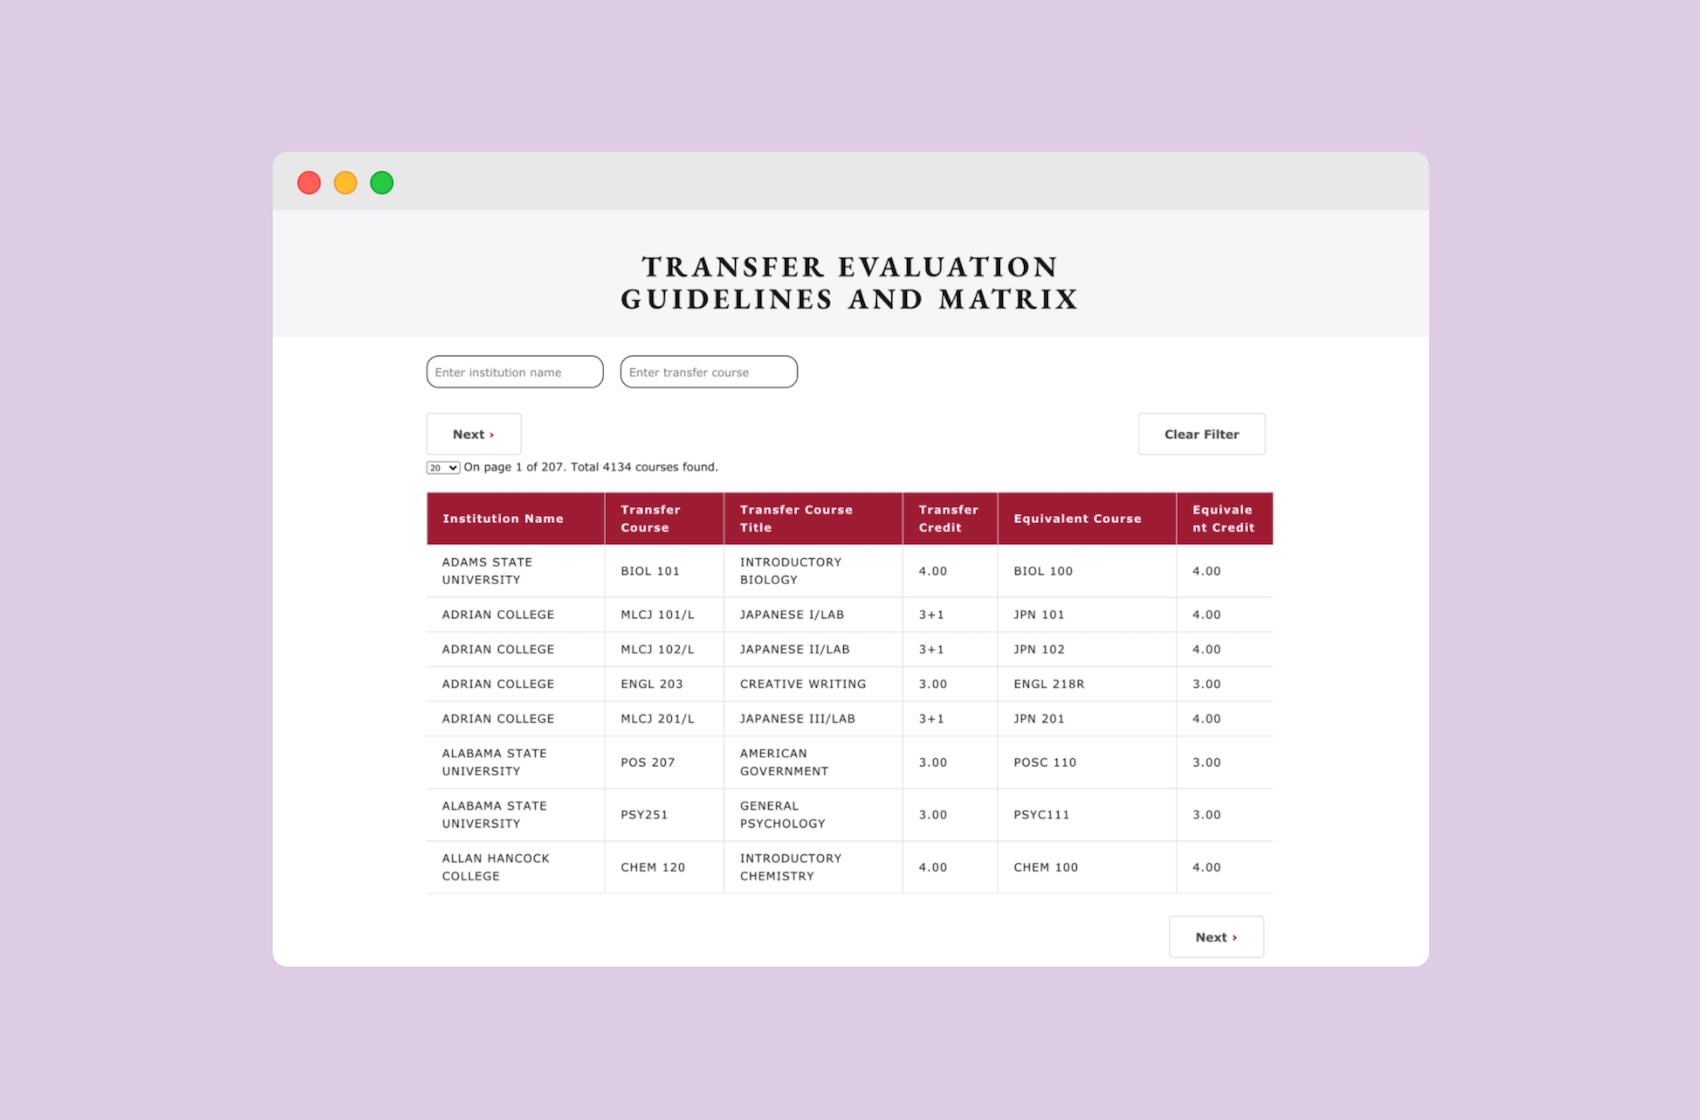 TRANSFER EVALUATION
GUIDELINES AND MATRIX
Enter institution name
Enter transfer course
Next ›
Clear Filter
20 On page 1 of 207. Total 4134 courses found.
Institution Name
Transfer
Course
Transfer Course
Title
Transfer
Credit
Equivalent Course
Equivale
nt Credit
ADAMS STATE
UNIVERSITY
BIOL 101
INTRODUCTORY
BIOLOGY
4.00
BIOL 100
4.00
ADRIAN COLLEGE
MLCJ 101/L
JAPANESE I/LAB
3+1
JPN 101
4.00
ADRIAN COLLEGE
MLCJ 102/L
JAPANESE II/LAB
3+1
JPN 102
4.00
ADRIAN COLLEGE
ENGL 203
CREATIVE WRITING
3.00
ENGL 218R
3.00
ADRIAN COLLEGE
MLCJ 201/L
JAPANESE III/LAB
3+1
JPN 201
4.00
ALABAMA STATE
UNIVERSITY
POS 207
AMERICAN
GOVERNMENT
3.00
POSC 110
3.00
ALABAMA STATE
UNIVERSITY
PSY251
GENERAL
PSYCHOLOGY
3.00
PSYC111
3.00
ALLAN HANCOCK
COLLEGE
CHEM 120
INTRODUCTORY
CHEMISTRY
4.00
CHEM 100
4.00
Next ›